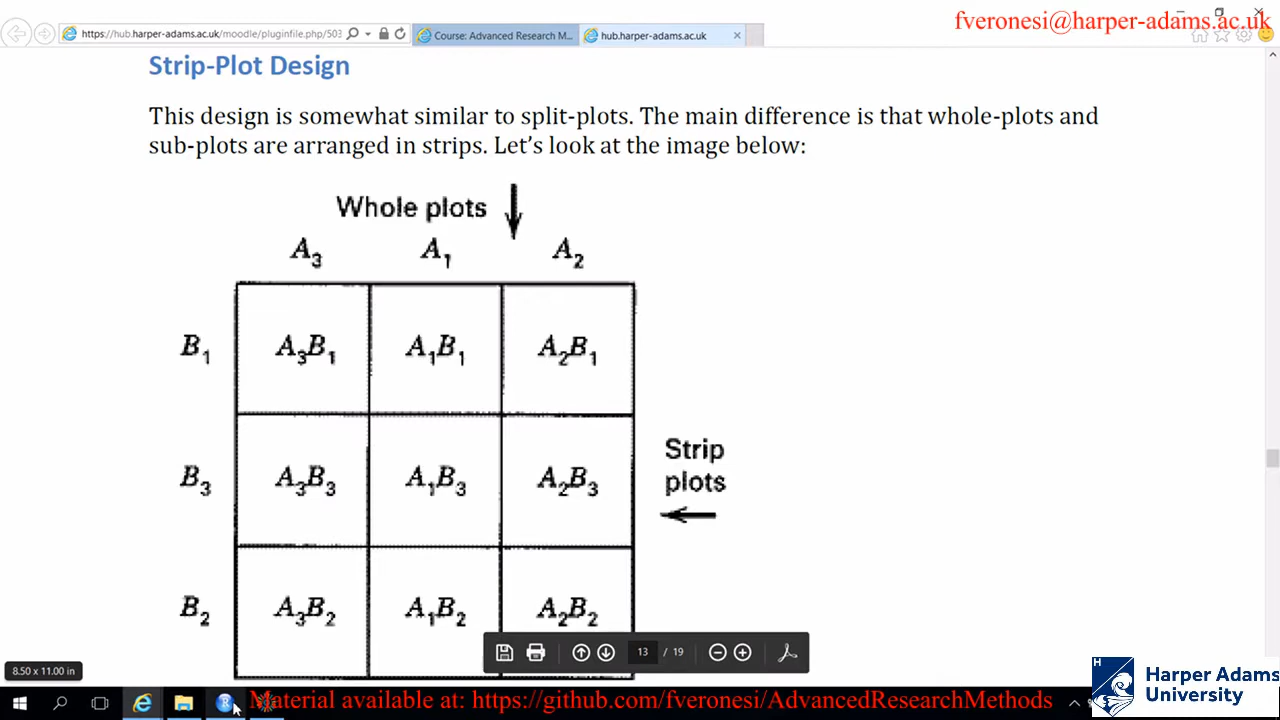 fveronesi@harper-adams.ac.uk
https://hub.harper-adams.ac.uk/moodle/pluginfile.php/503
Course: Advanced Research M...
hub.harper-adams.ac.uk
Strip-Plot Design
This design is somewhat similar to split-plots. The main difference is that whole-plots and
sub-plots are arranged in strips. Let's look at the image below:
Whole plots
A₃ A₁ A₂
B₁ A₃B₁ A₁B₁ A₂B₁
Strip
plots
B₃ A₃B₃ A₁B₃ A₂B₃
B₂ A₃B₂ A₁B₂ A₂B₂
13 / 19
8.50 x 11.00 in
Material available at: https://github.com/fveronesi/AdvancedResearchMethods
H
Harper Adams
University